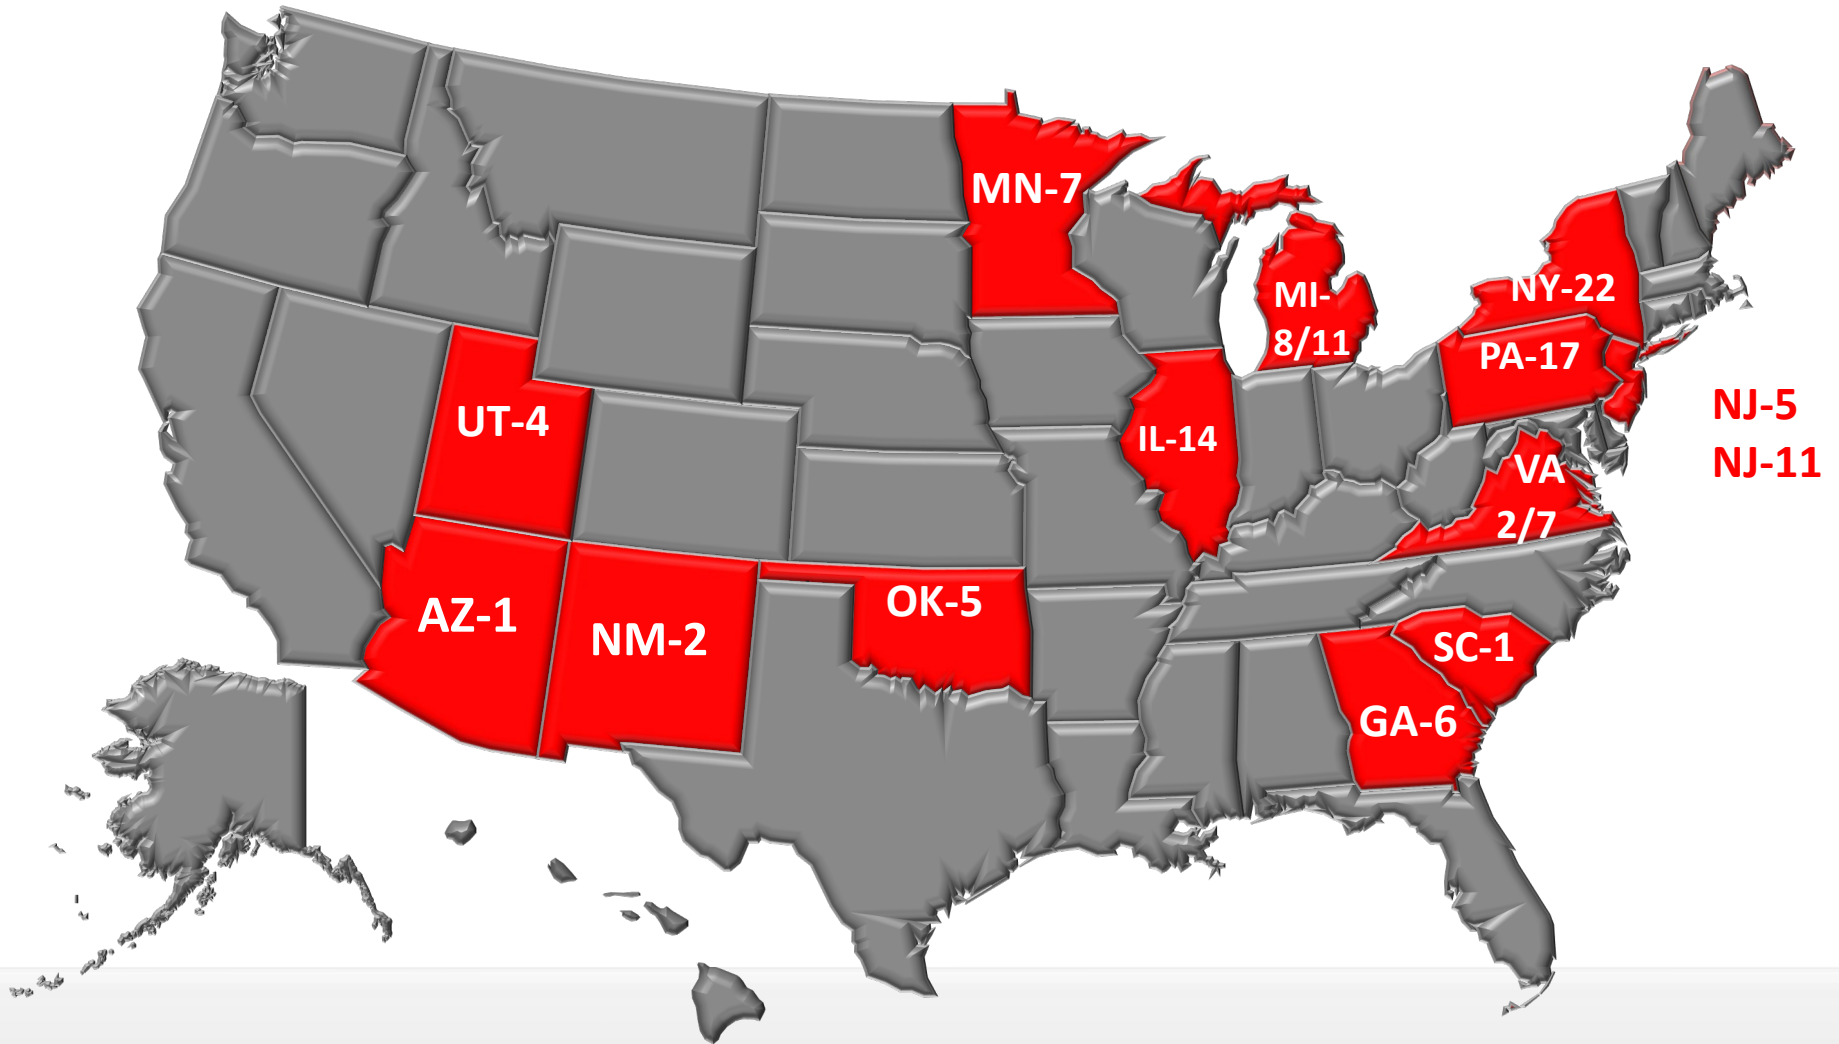 MN-7
MI-
8/11
NY-22
PA-17
NJ-5
NJ-11
UT-4
IL-14
VA
2/7
AZ-1
NM-2
OK-5
SC-1
GA-6